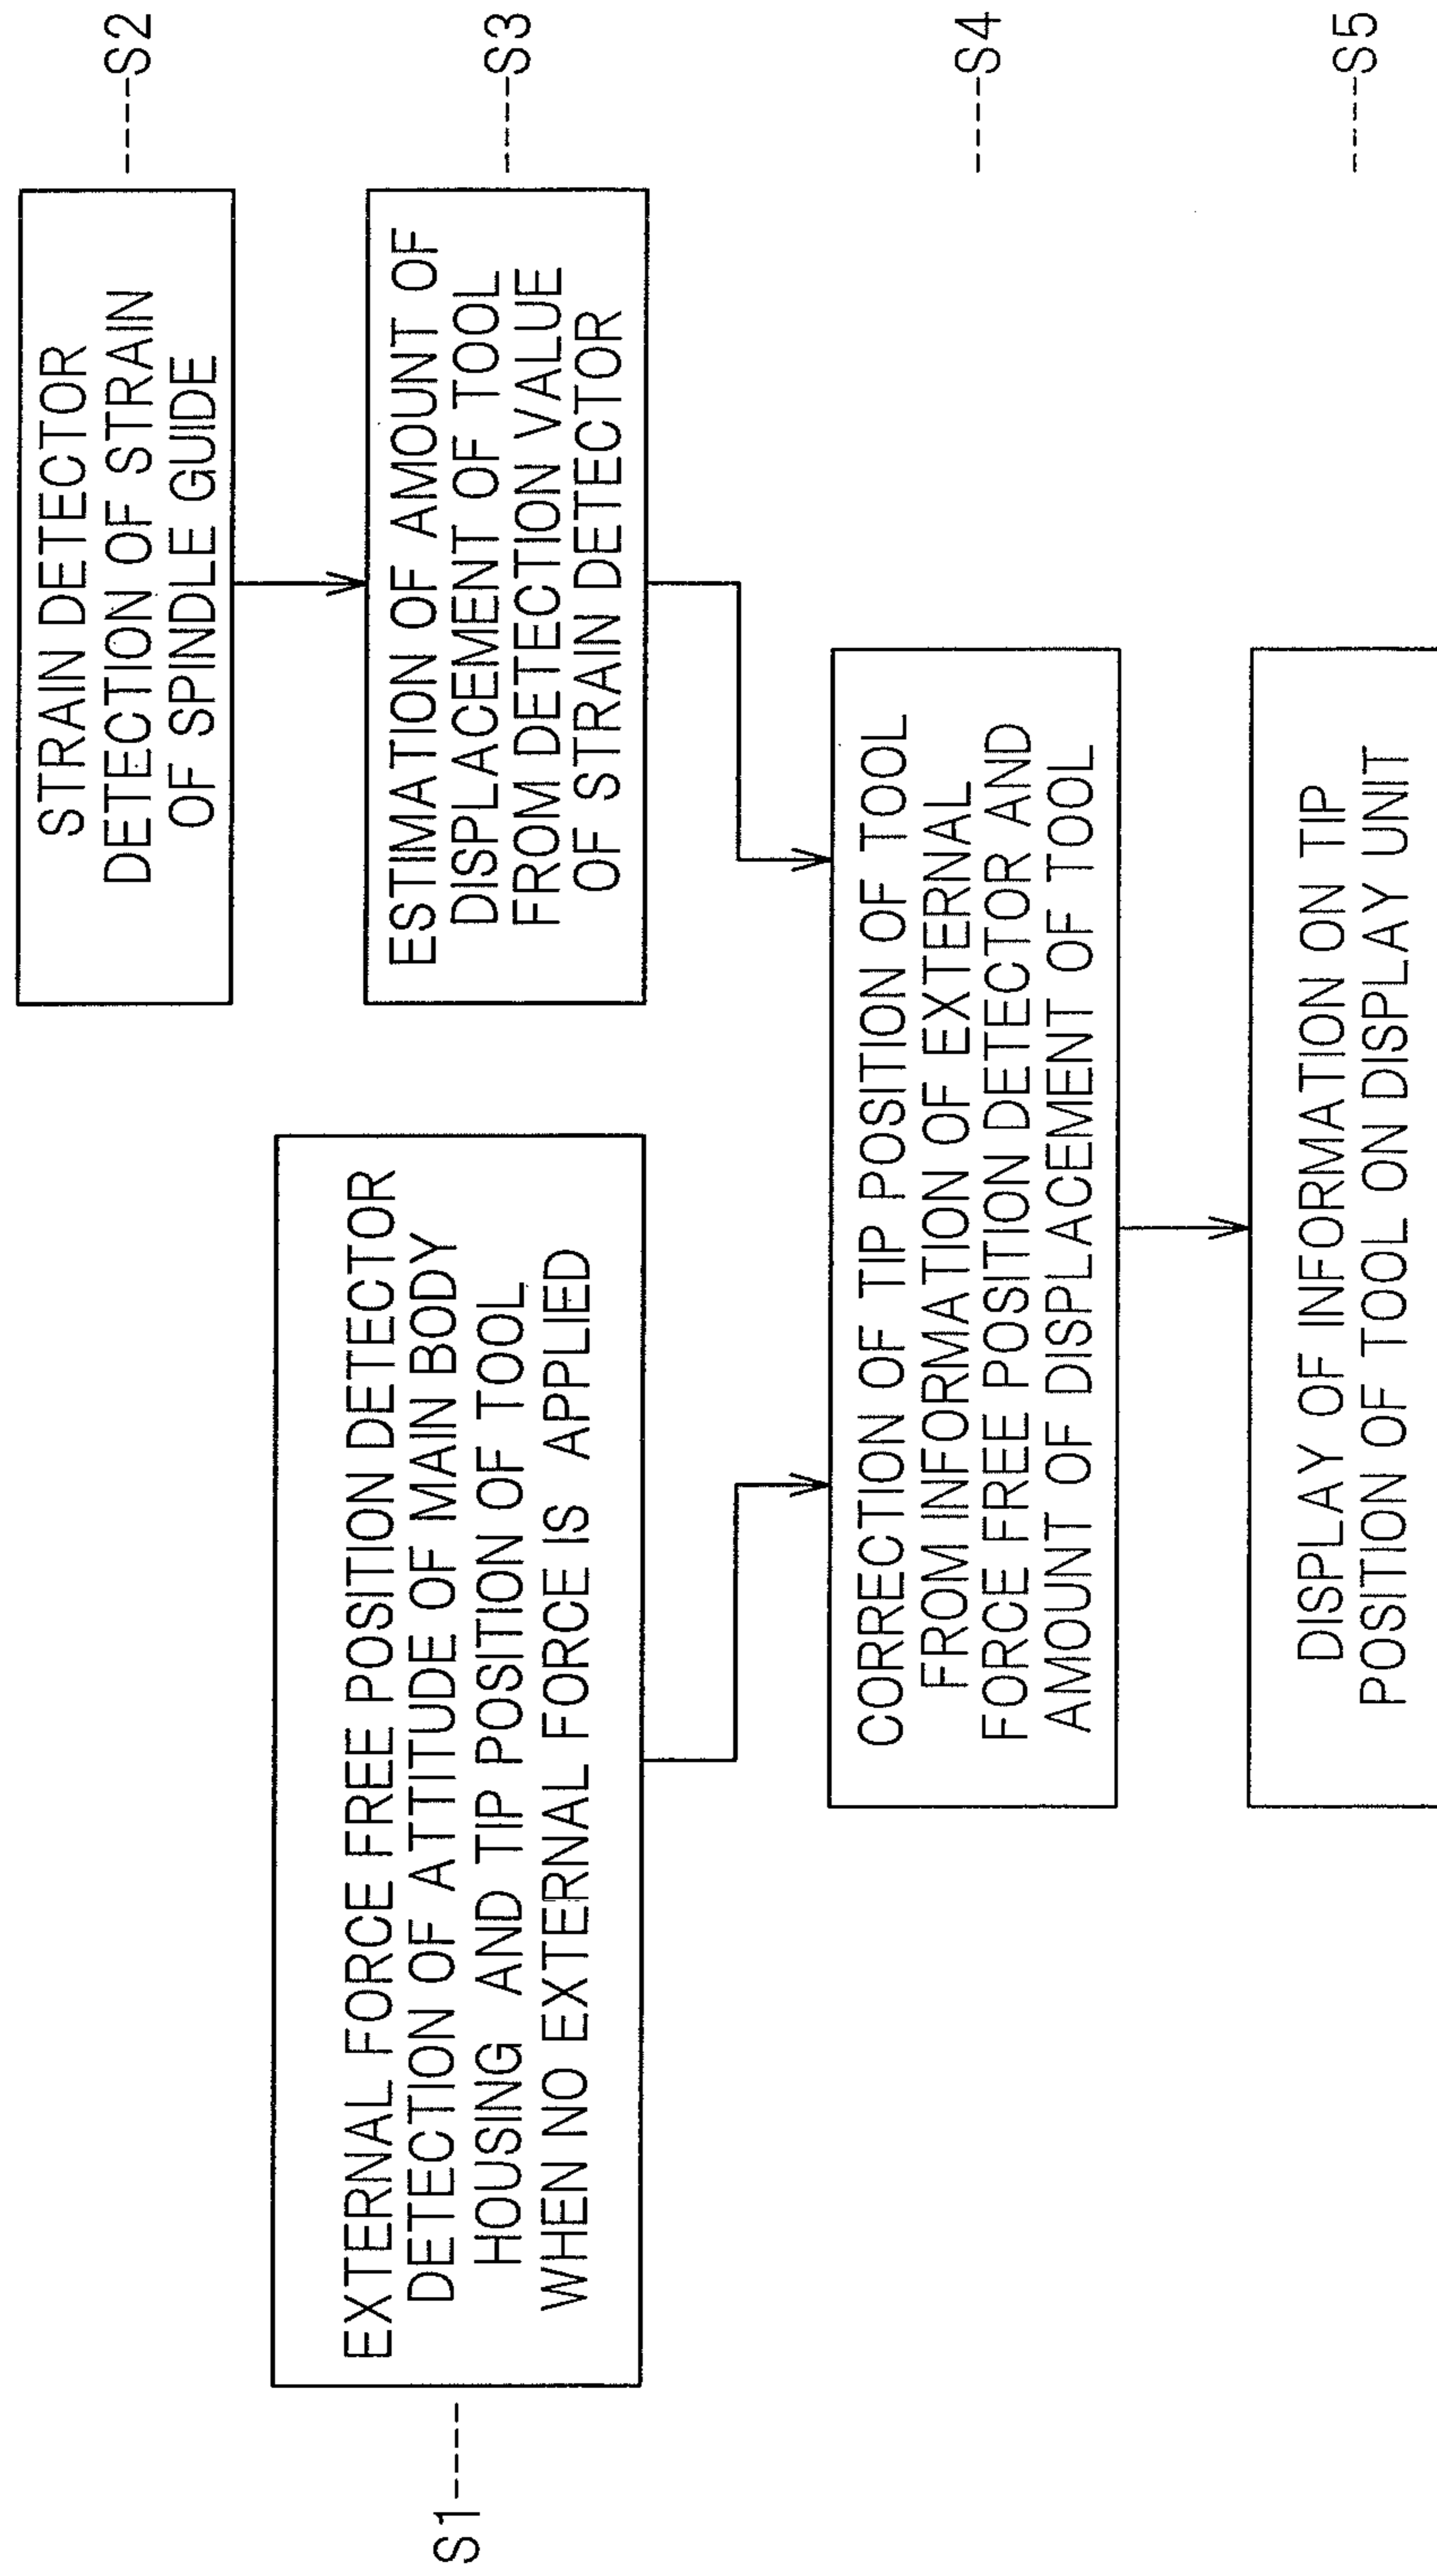 S1
EXTERNAL FORCE FREE POSITION DETECTOR
DETECTION OF ATTITUDE OF MAIN BODY
HOUSING AND TIP POSITION OF TOOL
WHEN NO EXTERNAL FORCE IS APPLIED
STRAIN DETECTOR
DETECTION OF STRAIN
OF SPINDLE GUIDE
S2
ESTIMATION OF AMOUNT OF
DISPLACEMENT OF TOOL
FROM DETECTION VALUE
OF STRAIN DETECTOR
S3
CORRECTION OF TIP POSITION OF TOOL
FROM INFORMATION OF EXTERNAL
FORCE FREE POSITION DETECTOR AND
AMOUNT OF DISPLACEMENT OF TOOL
S4
DISPLAY OF INFORMATION ON TIP
POSITION OF TOOL ON DISPLAY UNIT
S5